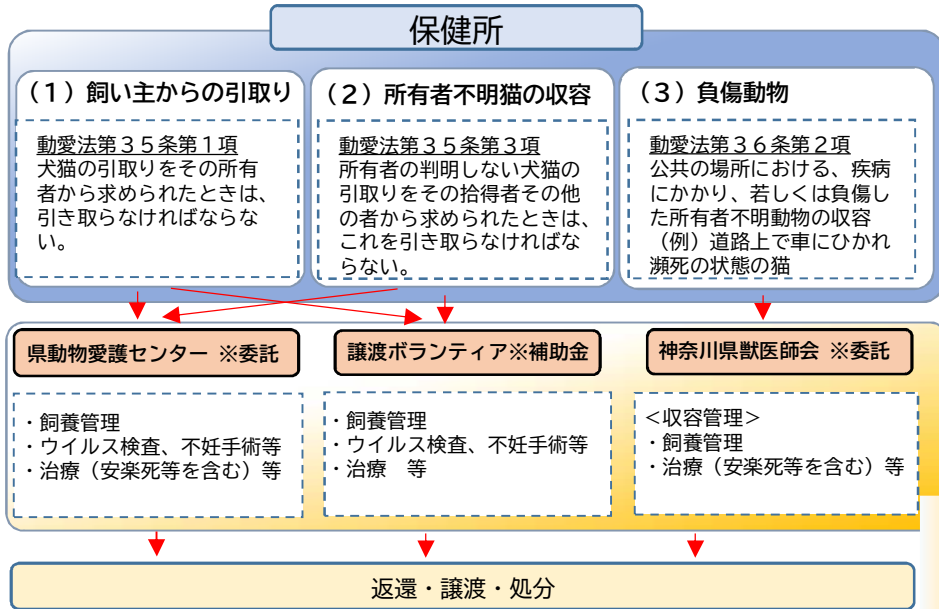 保健所
（１）飼い主からの引取り
動愛法第３５条第１項
犬猫の引取りをその所有
者から求められたときは、
引き取らなければならな
い。
（２）所有者不明猫の収容
動愛法第３５条第３項
所有者の判明しない犬猫の
引取りをその拾得者その他
の者から求められたときは、
これを引き取らなければな
らない。
（３）負傷動物
動愛法第３６条第２項
公共の場所における、疾病
にかかり、若しくは負傷し
た所有者不明動物の収容
（例）道路上で車にひかれ
瀕死の状態の猫
県動物愛護センター ※委託
・飼養管理
・ウイルス検査、不妊手術等
・治療（安楽死等を含む）等
譲渡ボランティア※補助金
・飼養管理
・ウイルス検査、不妊手術等
・治療　等
神奈川県獣医師会 ※委託
＜収容管理＞
・飼養管理
・治療（安楽死等を含む）等
返還・譲渡・処分